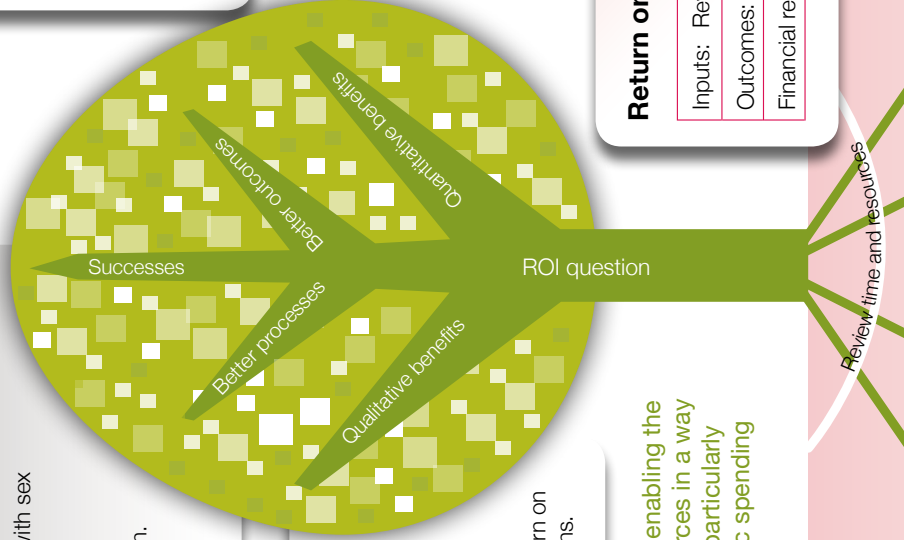 Successes
Better outcomes
Better processes
Quantitative benefits
Qualitative benefits
ROI question
Review time and resources
Return or
Inputs: Re
Outcomes:
Financial re
enabling the
rces in a way
particularly
c spending
vith sex
n.
rn on
ns.